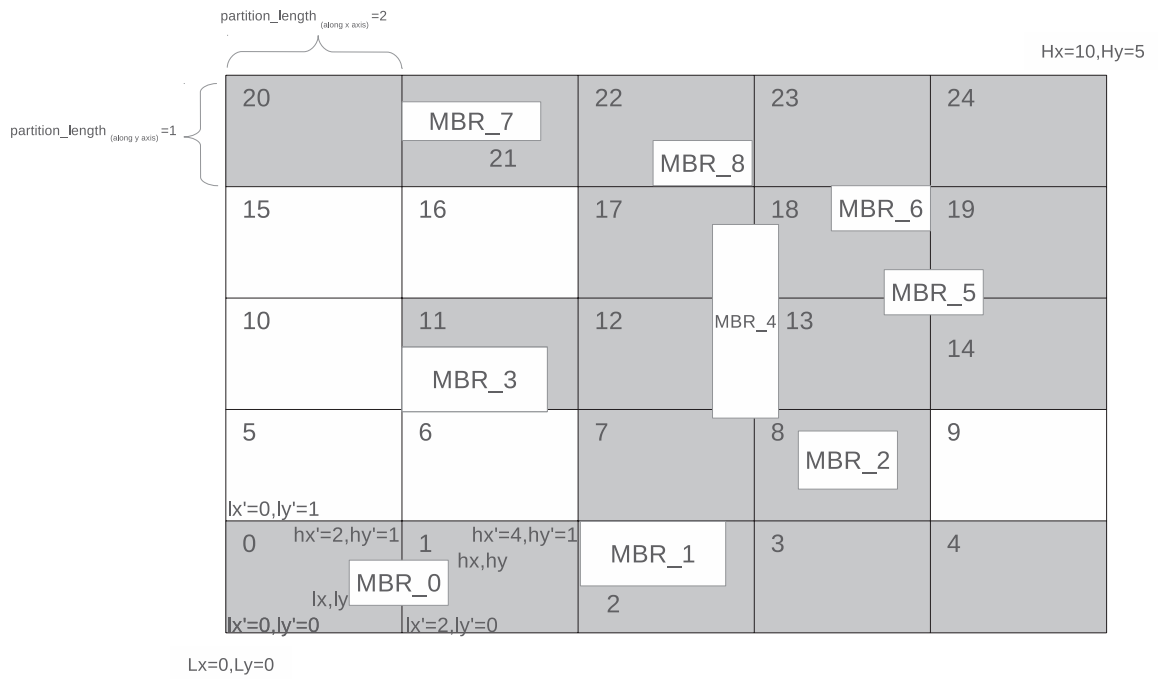 partition_length (along x axis) =2
Hx=10,Hy=5
20
MBR_7
22
23
24
partition_length (along y axis) =1
21
MBR_8
15
16
17
18
MBR_6
19
MBR_5
10
11
12
MBR_4
13
14
MBR_3
5
6
7
8
9
MBR_2
lx'=0,ly'=1
0
hx'=2,hy'=1
1
hx'=4,hy'=1
MBR_1
3
4
hx,hy
MBR_0
lx,ly
2
lx'=0,ly'=0
lx'=2,ly'=0
Lx=0,Ly=0